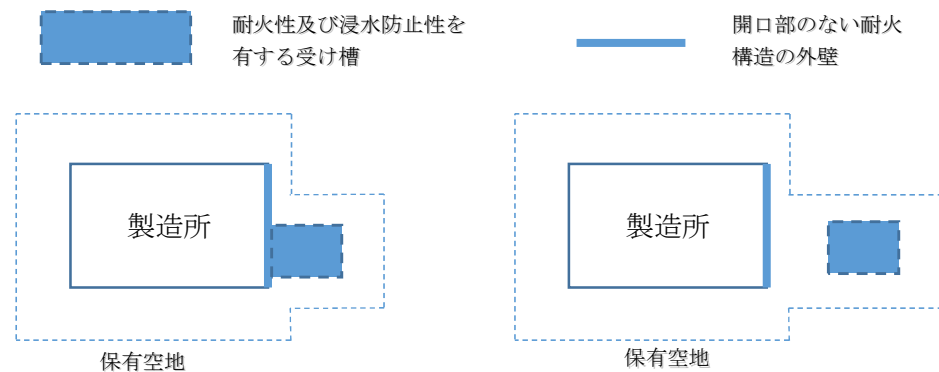 耐火性及び浸水防止性を
有する受け槽
開口部のない耐火
構造の外壁
製造所
保有空地
製造所
保有空地